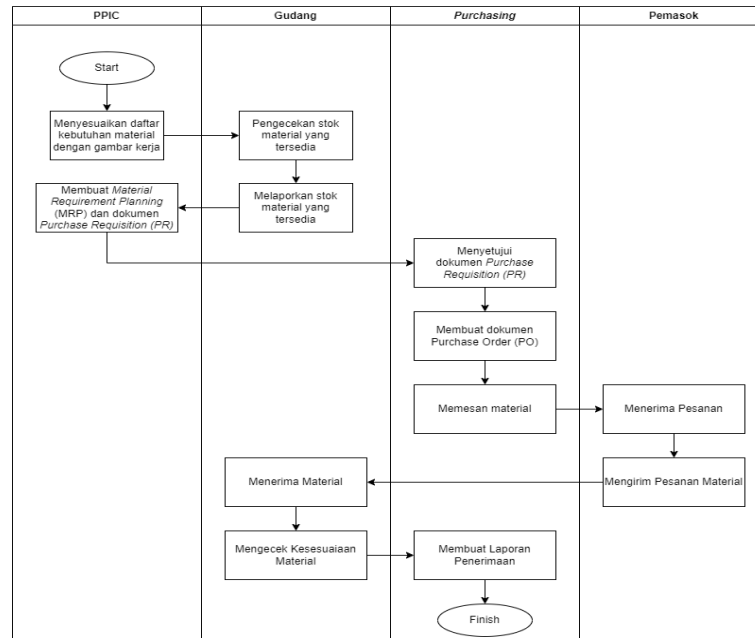 PPIC
Gudang
Purchasing
Pemasok
Start
Menyesuaikan daftar
kebutuhan material
dengan gambar kerja
Pengecekan stok
material yang
tersedia
Membuat Material
Requirement Planning
(MRP) dan dokumen
Purchase Requisition (PR)
Melaporkan stok
material yang
tersedia
Menyetujui
dokumen Purchase
Requisition (PR)
Membuat dokumen
Purchase Order (PO)
Memesan material
Menerima Pesanan
Menerima Material
Mengirim Pesanan Material
Mengecek Kesesuaiaan
Material
Membuat Laporan
Penerimaan
Finish